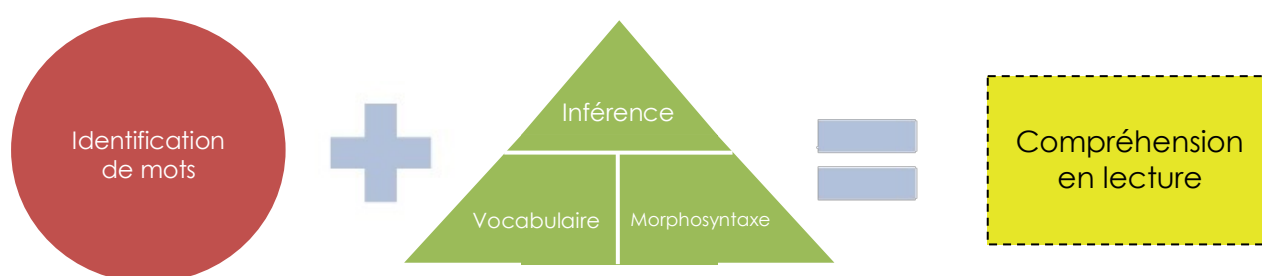 Identification
de mots
Inférence
Vocabulaire
Morphosyntaxe
Compréhension
en lecture